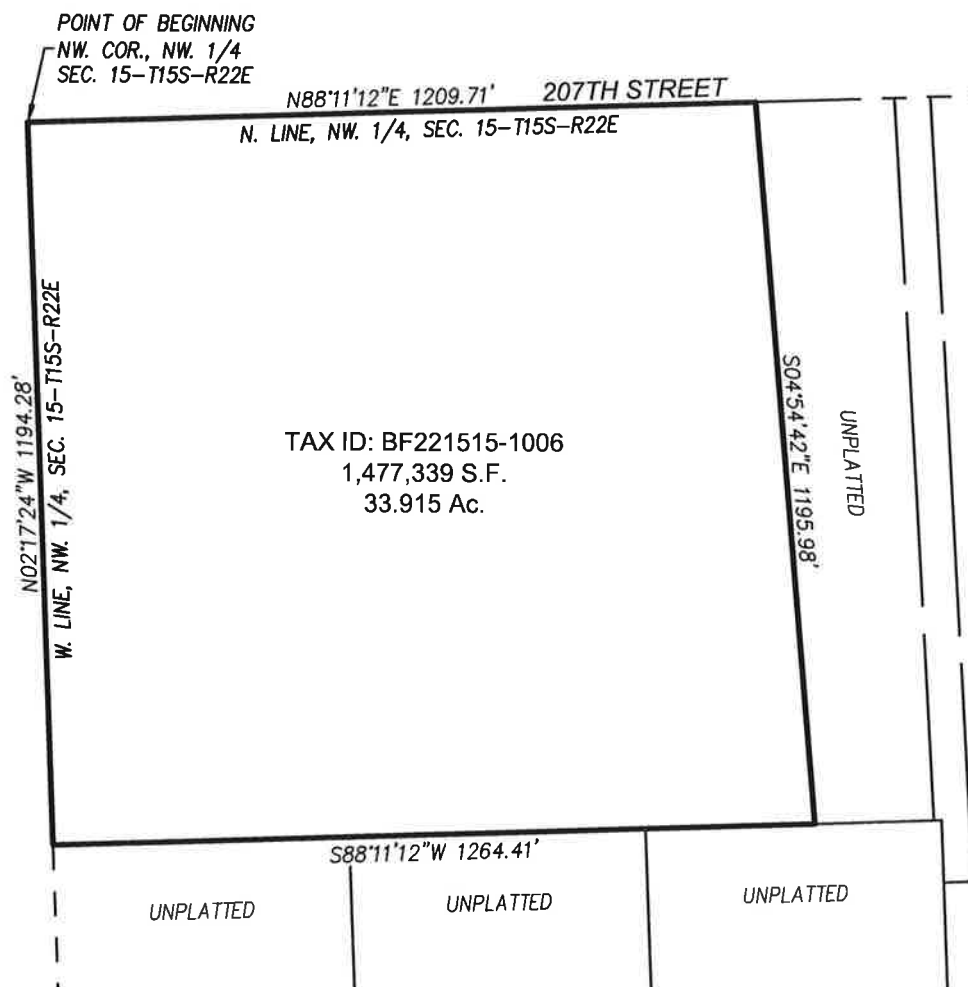 POINT OF BEGINNING
NW. COR., NW. 1/4
SEC. 15-T15S-R22E
N88°11'12"E 1209.71'
207TH STREET
N. LINE, NW. 1/4, SEC. 15-T15S-R22E
N02°17'24"W 1194.28'
W. LINE, NW. 1/4, SEC. 15-T15S-R22E
TAX ID: BF221515-1006
1,477,339 S.F.
33.915 Ac.
S04°54'42"E 1195.98'
UNPLATTED
S88°11'12"W 1264.41'
UNPLATTED
UNPLATTED
UNPLATTED